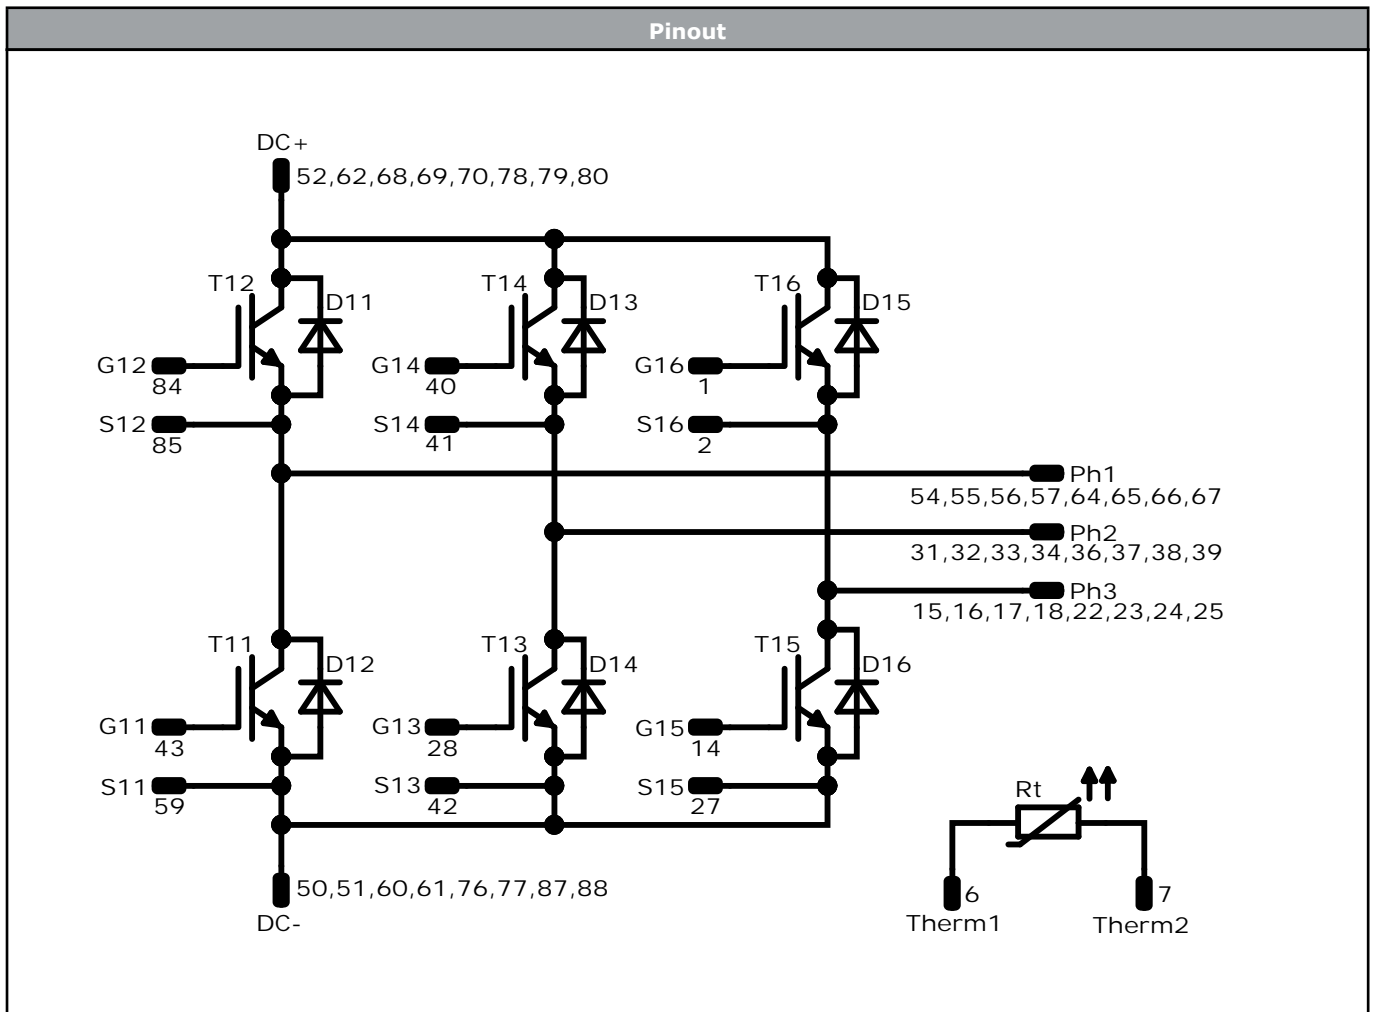 Pinout
DC+
52,62,68,69,70,78,79,80
T12
D11
T14
D13
T16
D15
G12
84
G14
40
G16
1
S12
85
S14
41
S16
2
Ph1
54,55,56,57,64,65,66,67
Ph2
31,32,33,34,36,37,38,39
Ph3
15,16,17,18,22,23,24,25
T11
D12
T13
D14
T15
D16
G11
43
G13
28
G15
14
S11
59
S13
42
S15
27
Rt
50,51,60,61,76,77,87,88
DC-
6
Therm1
7
Therm2